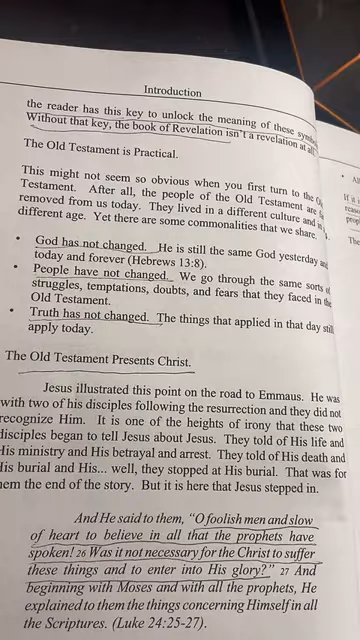 Introduction
the reader has this key to unlock the meaning of these
Without that key, the book of Revelation isn't a revelation at
The Old Testament is Practical.
This might not seem so obvious when you first turn to the
Testament. After all, the people of the Old Testament are
removed from us today. They lived in a different culture and
different age. Yet there are some commonalities that we share.
• God has not changed. He is still the same God yesterday and
today and forever (Hebrews 13:8).
• People have not changed. We go through the same sorts of
struggles, temptations, doubts, and fears that they faced in the
Old Testament.
• Truth has not changed. The things that applied in that day still
apply today.
The Old Testament Presents Christ.
Jesus illustrated this point on the road to Emmaus. He was
with two of his disciples following the resurrection and they did not
recognize Him. It is one of the heights of irony that these two
disciples began to tell Jesus about Jesus. They told of His life and
His ministry and His betrayal and arrest. They told of His death and
His burial and His... well, they stopped at His burial. That was for
hem the end of the story. But it is here that Jesus stepped in.
And He said to them, "O foolish men and slow
of heart to believe in all that the prophets have
spoken! 26 Was it not necessary for the Christ to suffer
these things and to enter into His glory?" 27 And
beginning with Moses and with all the prophets, He
explained to them the things concerning Himself in all
the Scriptures. (Luke 24:25-27).